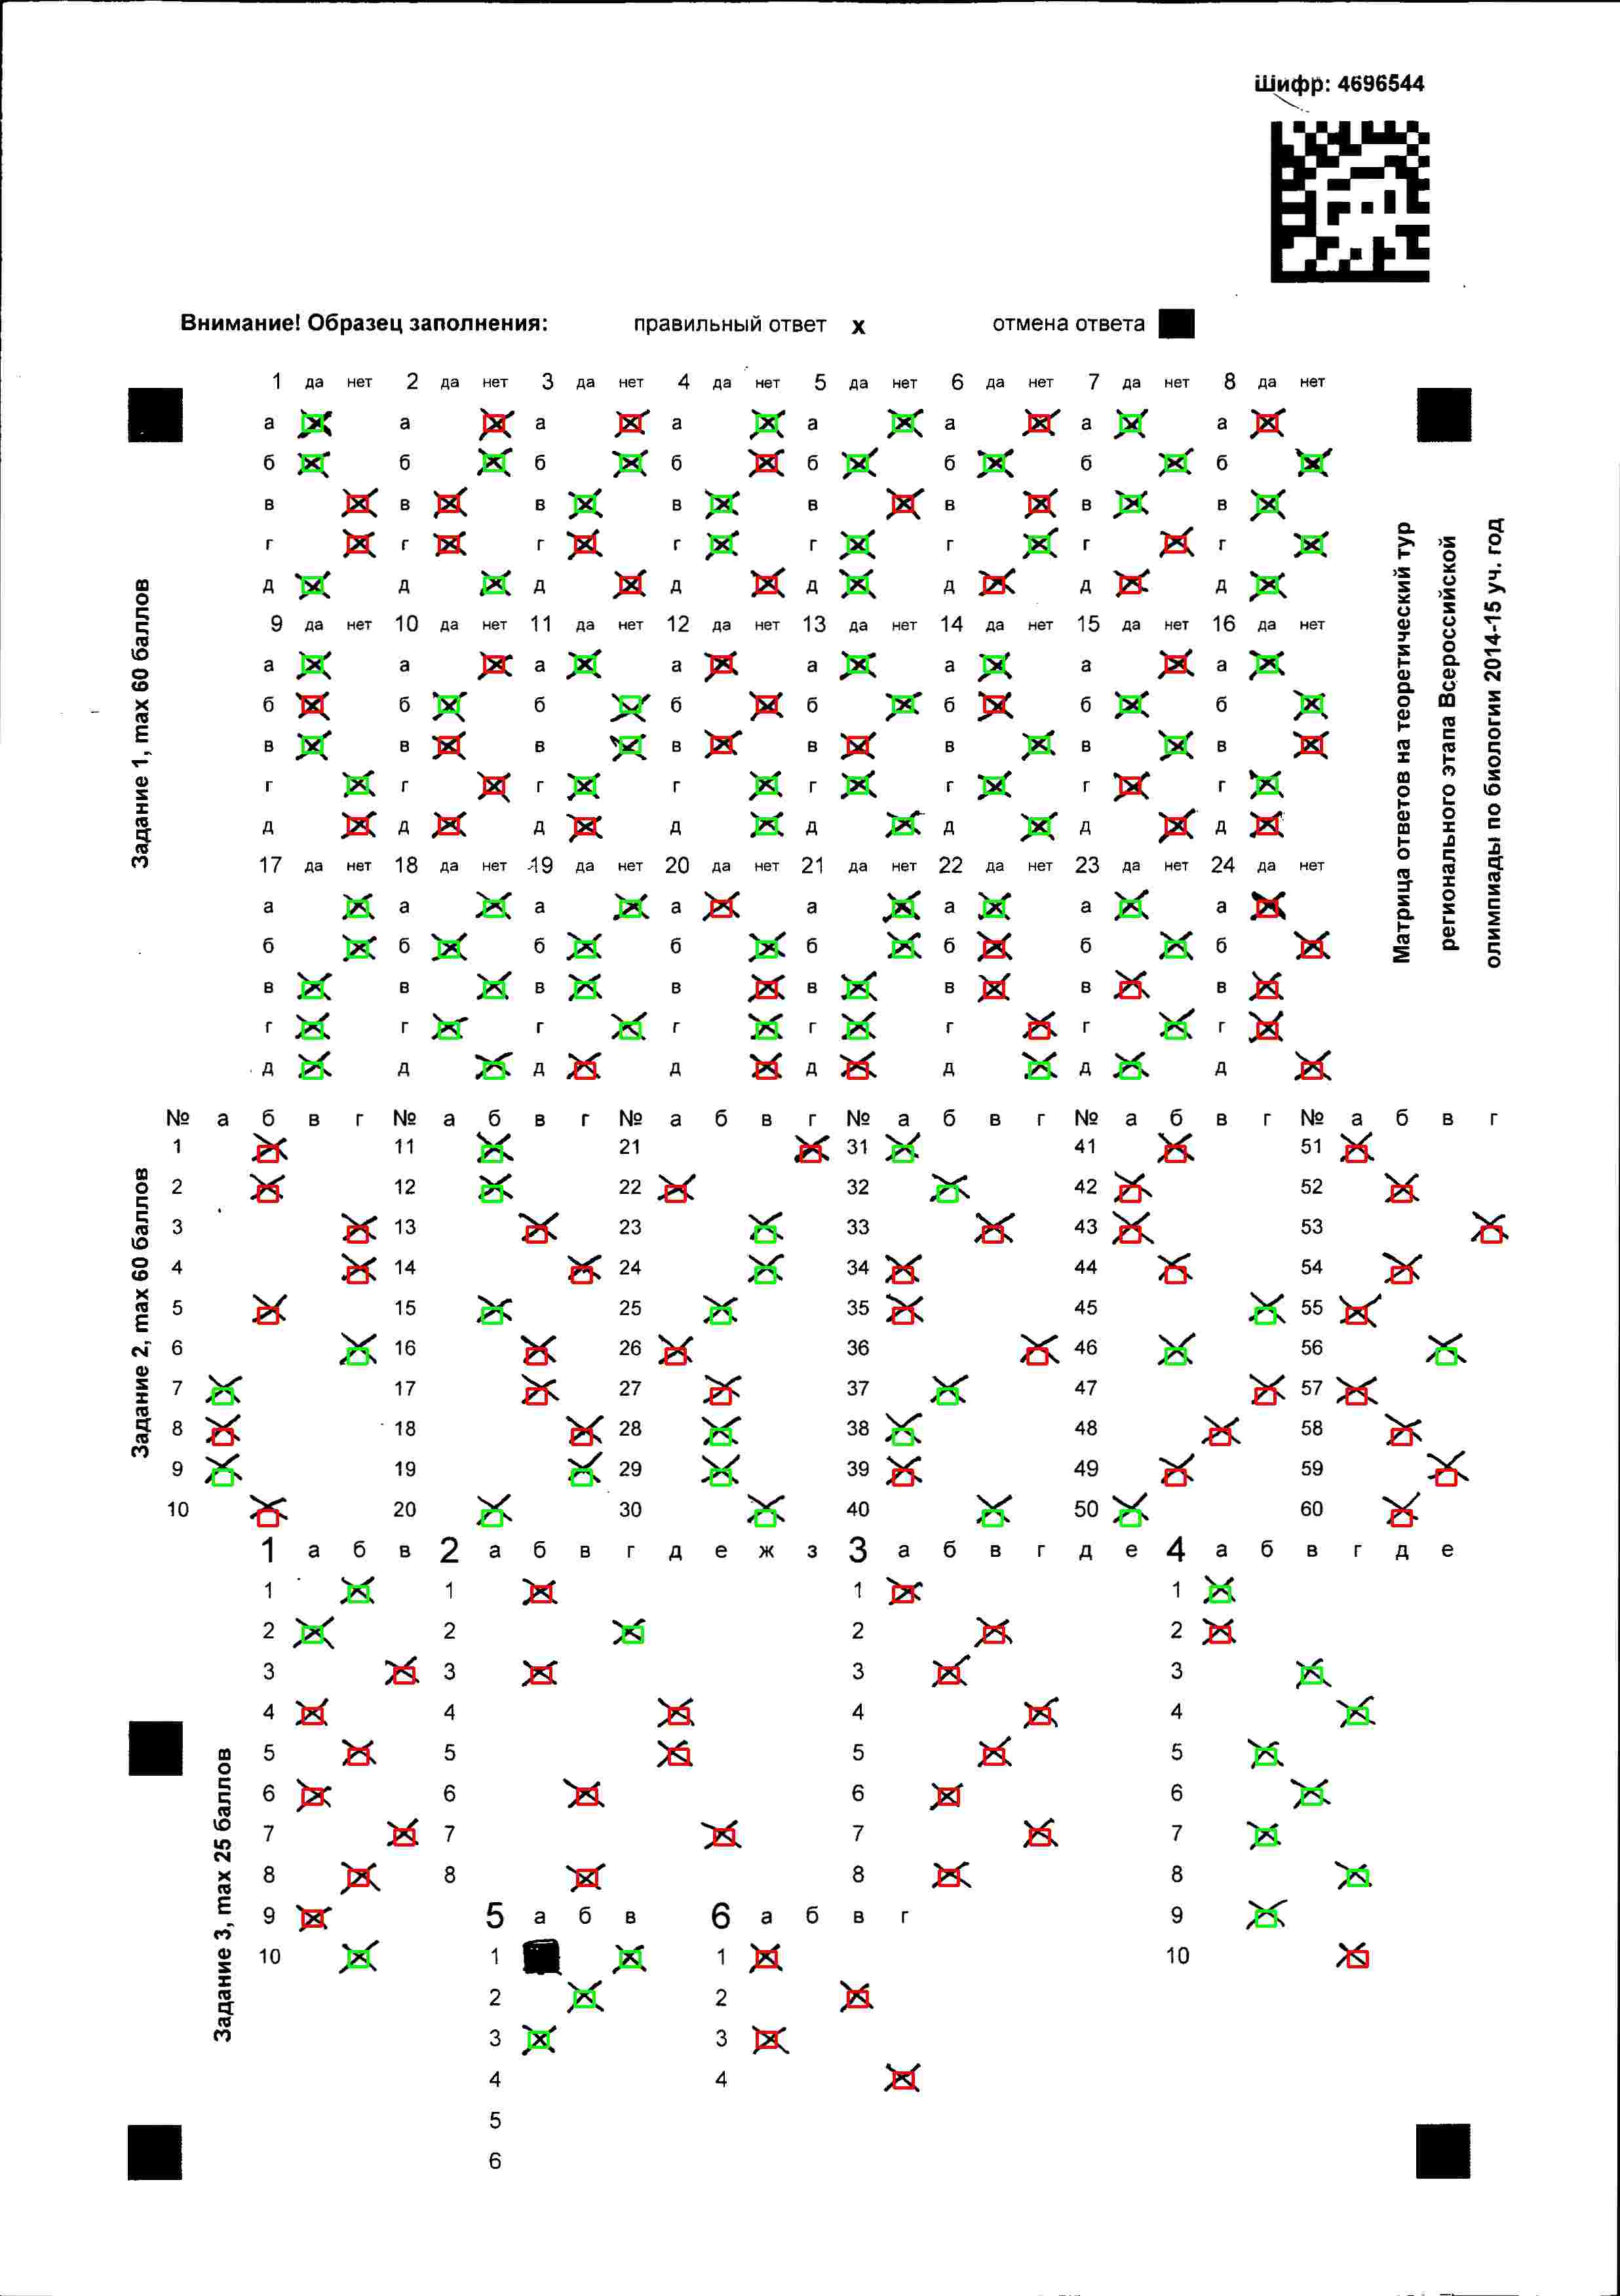 Шифр: 4696544
Внимание! Образец заполнения: правильный ответ х отмена ответа
1 да нет 2 да нет 3 да нет 4 да нет 5 да нет 6 да нет 7 да нет 8 да нет
а а а а а а а а
б б б б б б б б
в в в в в в в в
г г г г г г г г
д д д д д д д д
9 да нет 10 да нет 11 да нет 12 да нет 13 да нет 14 да нет 15 да нет 16 да нет
а а а а а а а а
б б б б б б б б
в в в в в в в в
г г г г г г г г
д д д д д д д д
17 да нет 18 да нет 19 да нет 20 да нет 21 да нет 22 да нет 23 да нет 24 да нет
а а а а а а а а
б б б б б б б б
в в в в в в в в
г г г г г г г г
д д д д д д д д
Задание 1, max 60 баллов
Матрица ответов на теоретический тур
регионального этапа Всероссийской
олимпиады по биологии 2014-15 уч. год
№ а б в г № а б в г № а б в г № а б в г № а б в г № а б в г
1 11 21 31 41 51
2 12 22 32 42 52
3 13 23 33 43 53
4 14 24 34 44 54
5 15 25 35 45 55
6 16 26 36 46 56
7 17 27 37 47 57
8 18 28 38 48 58
9 19 29 39 49 59
10 20 30 40 50 60
Задание 2, max 60 баллов
1 а б в 2 а б в г д е ж з 3 а б в г д е 4 а б в г д е
1 1 1 1
2 2 2 2
3 3 3 3
4 4 4 4
5 5 5 5
6 6 6 6
7 7 7 7
8 8 8 8
9 5 а б в 6 а б в г 9
10 1 1 10
2 2
3 3
4 4
5
6
Задание 3, max 25 баллов